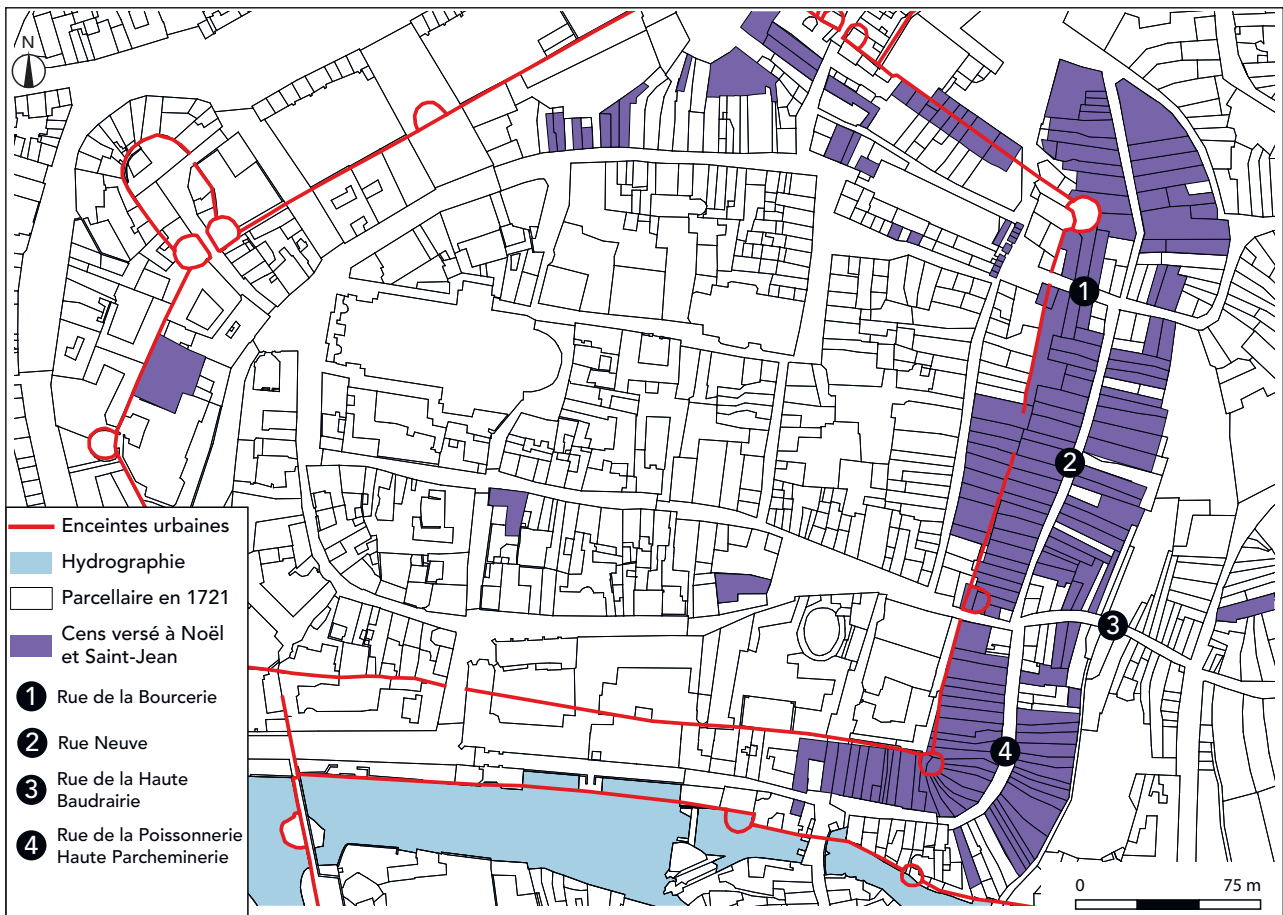 N
1
2
3
4
Enceintes urbaines
Hydrographie
Parcellaire en 1721
Cens versé à Noël
et Saint-Jean
1 Rue de la Bourcerie
2 Rue Neuve
3 Rue de la Haute
Baudrairie
4 Rue de la Poissonnerie
Haute Parcheminerie
0 75 m